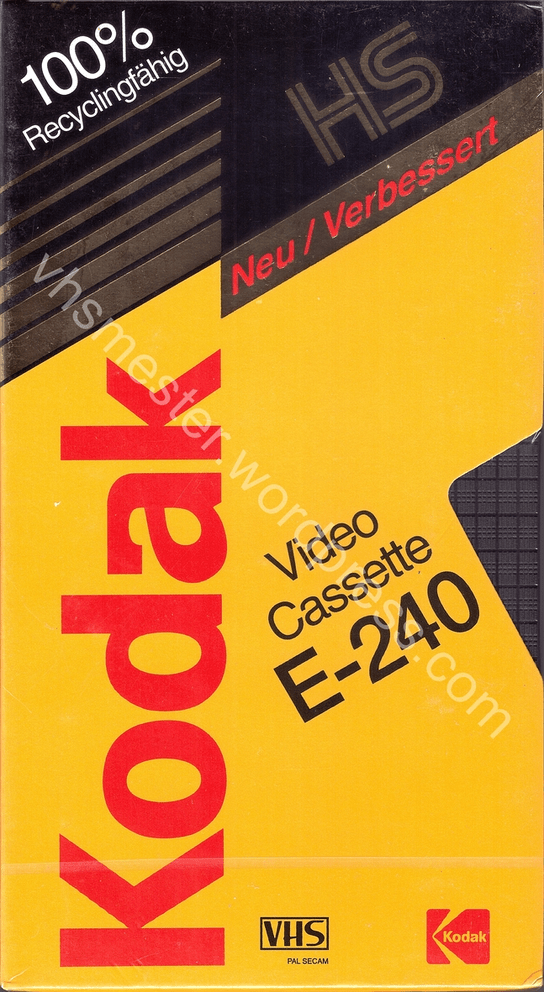 100%
Recyclingfähig
HS
Neu / Verbessert
Kodak
Video
Cassette
E-240
VHS
PAL SECAM
Kodak
vhsmester.wordpress.com